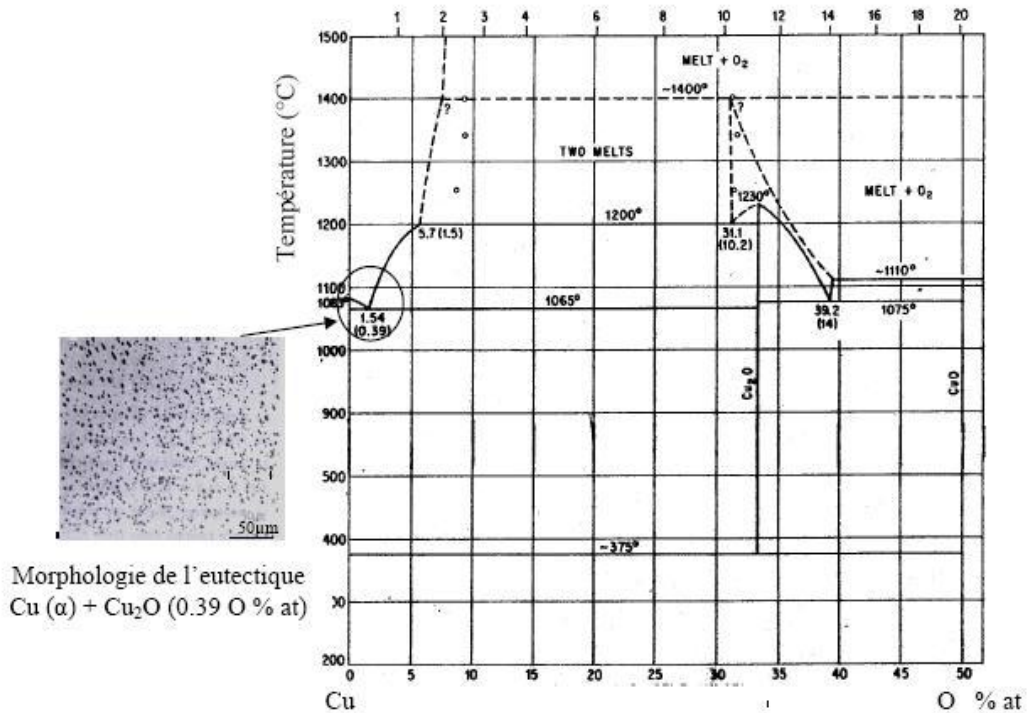 1 2 3 4 6 8 10 12 14 16 18 20
1500
MELT + O2
1400
~1400°
?
?
TWO MELTS
1300
MELT + O2
P
1230°
1200
1200°
5.7 (1.5)
31.1
(10.2)
~1110°
1100
1083°
1065°
1075°
1.54
(0.39)
39.2
(14)
1000
Cu2O
CuO
900
500
400
~375°
30
200
0 5 10 15 20 25 30 35 40 45 50
Cu
O % at
Température (°C)
50µm
Morphologie de l’eutectique
Cu (α) + Cu2O (0.39 O % at)